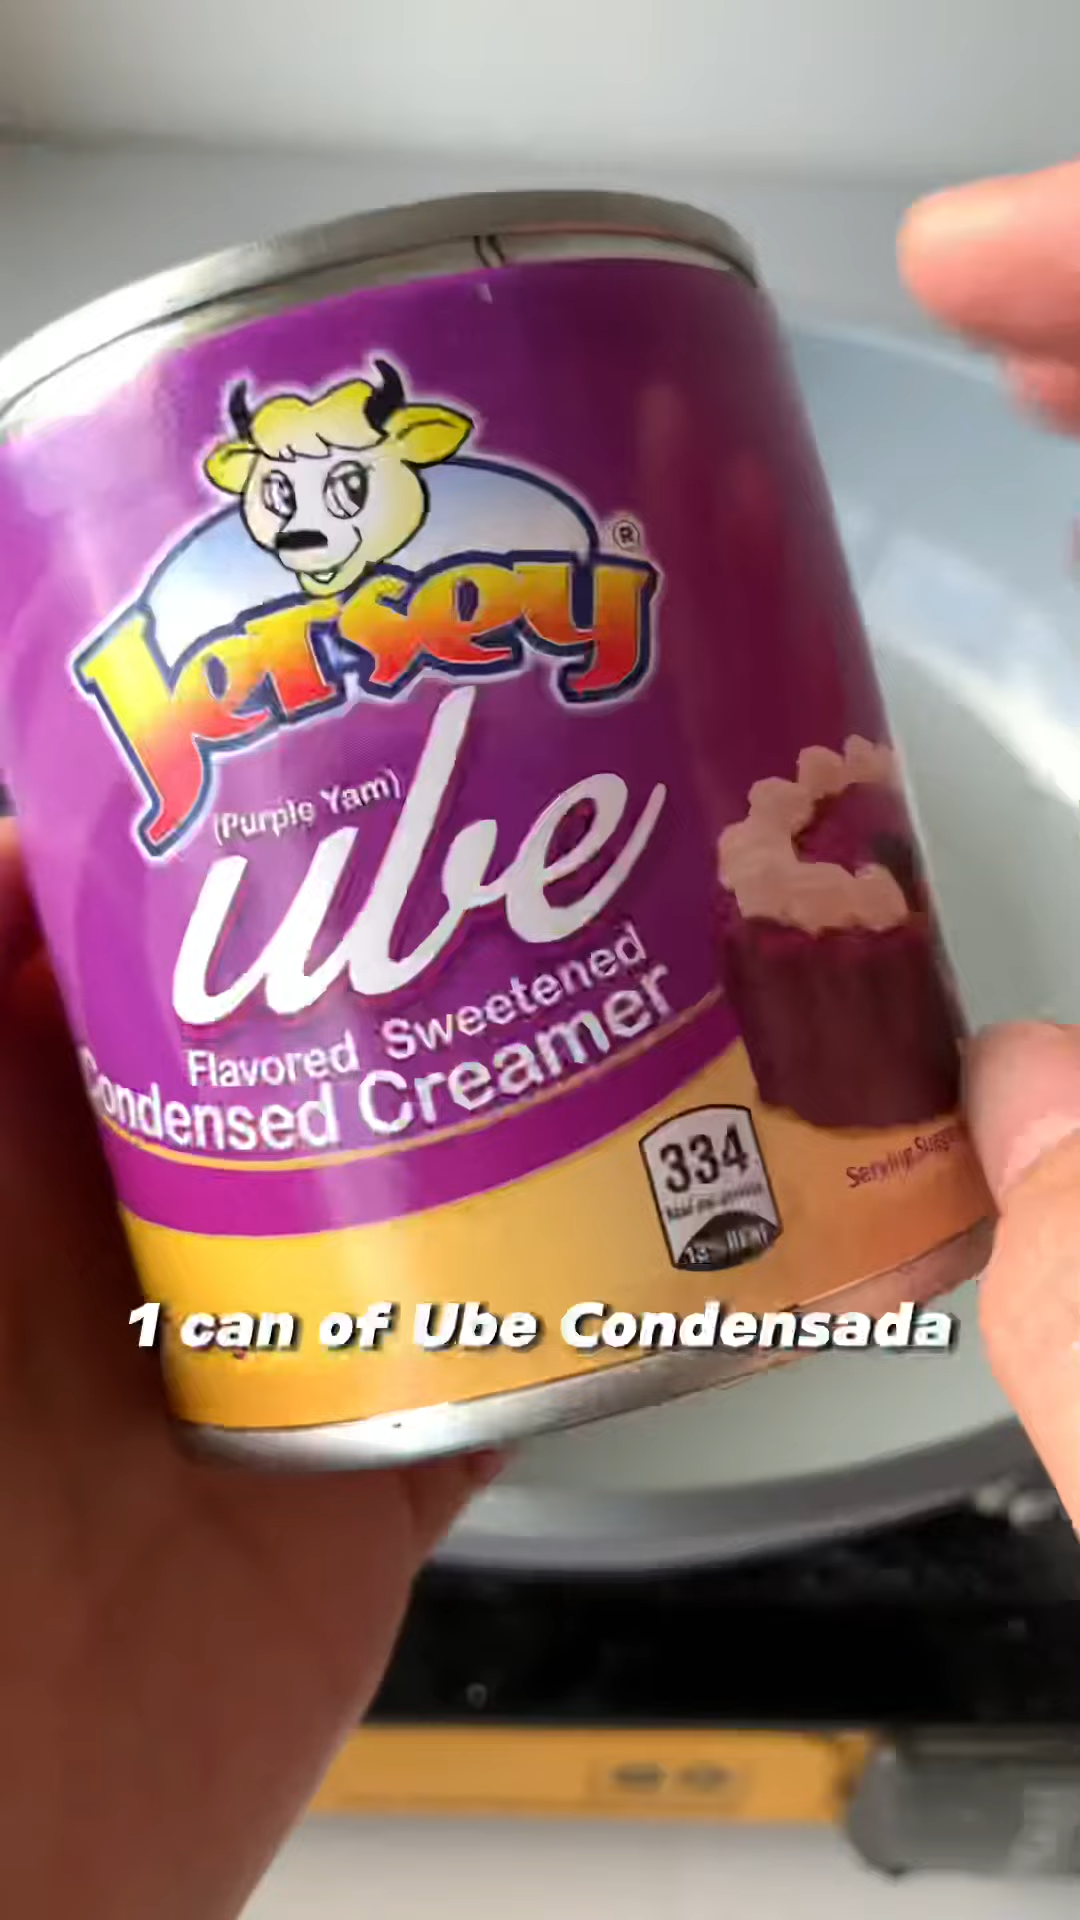 Jersey
®
(Purple Yam)
ube
Flavored Sweetened
Condensed Creamer
334
1 can of Ube Condensada